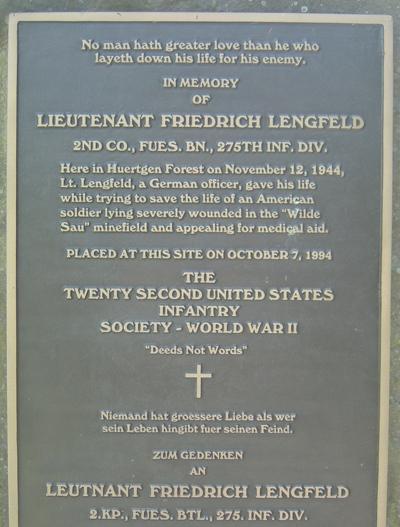 No man hath greater love than he who
layeth down his life for his enemy.
IN MEMORY
OF
LIEUTENANT FRIEDRICH LENGFELD
2ND CO., FUES. BN., 275TH INF. DIV.
Here in Huertgen Forest on November 12, 1944,
Lt. Lengfeld, a German officer, gave his life
while trying to save the life of an American
soldier lying severely wounded in the "Wilde
Sau" minefield and appealing for medical aid.
PLACED AT THIS SITE ON OCTOBER 7, 1994
THE
TWENTY SECOND UNITED STATES
INFANTRY
SOCIETY - WORLD WAR II
"Deeds Not Words"
Niemand hat groessere Liebe als wer
sein Leben hingibt fuer seinen Feind.
ZUM GEDENKEN
AN
LEUTNANT FRIEDRICH LENGFELD
2.KP., FUES. BTL., 275. INF. DIV.